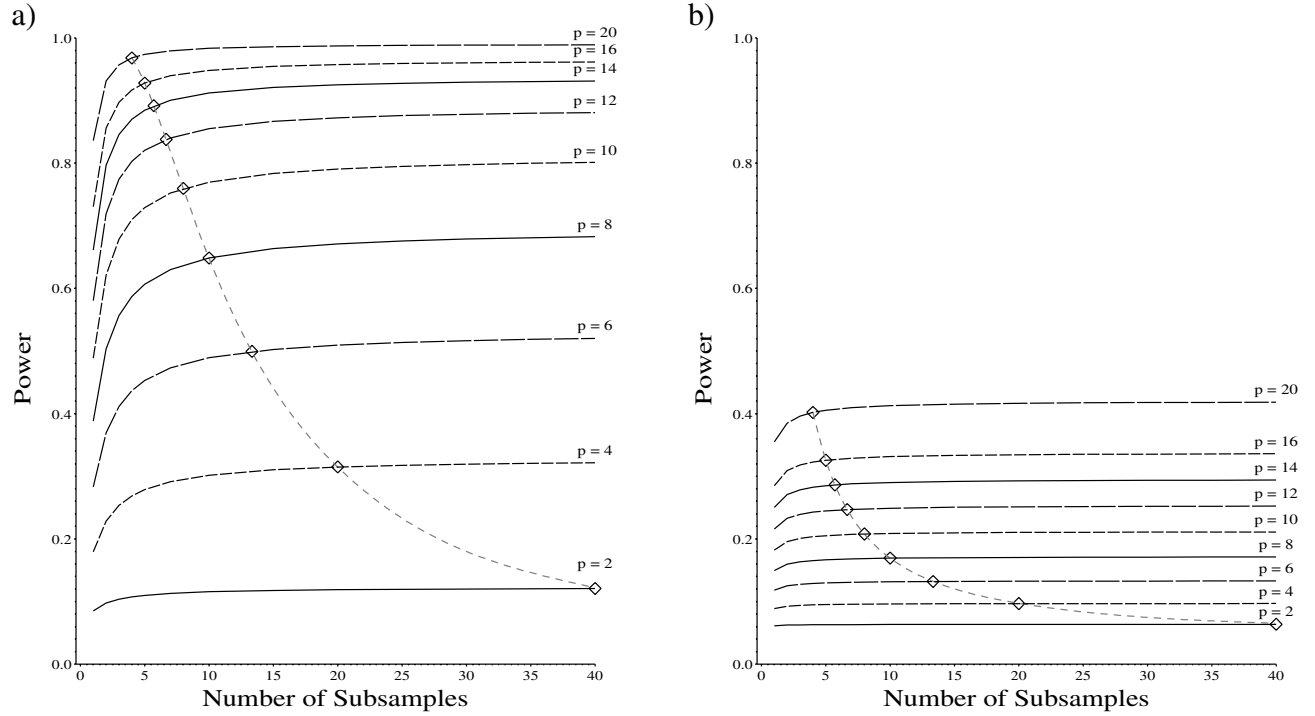 a)
1.0
0.8
0.6
0.4
0.2
0.0
Power
p = 20
p = 16
p = 14
p = 12
p = 10
p = 8
p = 6
p = 4
p = 2
0 5 10 15 20 25 30 35 40
Number of Subsamples
b)
1.0
0.8
0.6
0.4
0.2
0.0
Power
p = 20
p = 16
p = 14
p = 12
p = 10
p = 8
p = 6
p = 4
p = 2
0 5 10 15 20 25 30 35 40
Number of Subsamples